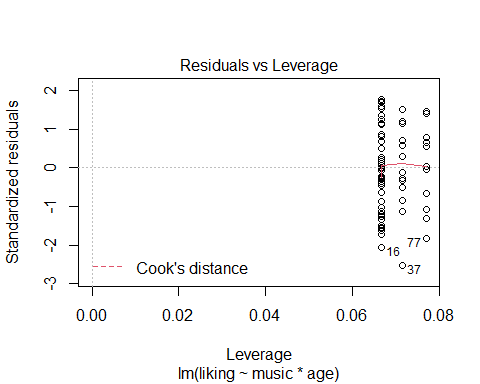 Residuals vs Leverage
Standardized residuals
2
1
0
-1
-2
-3
77
16
37
Cook's distance
0.00
0.02
0.04
0.06
0.08
Leverage
lm(liking ~ music * age)